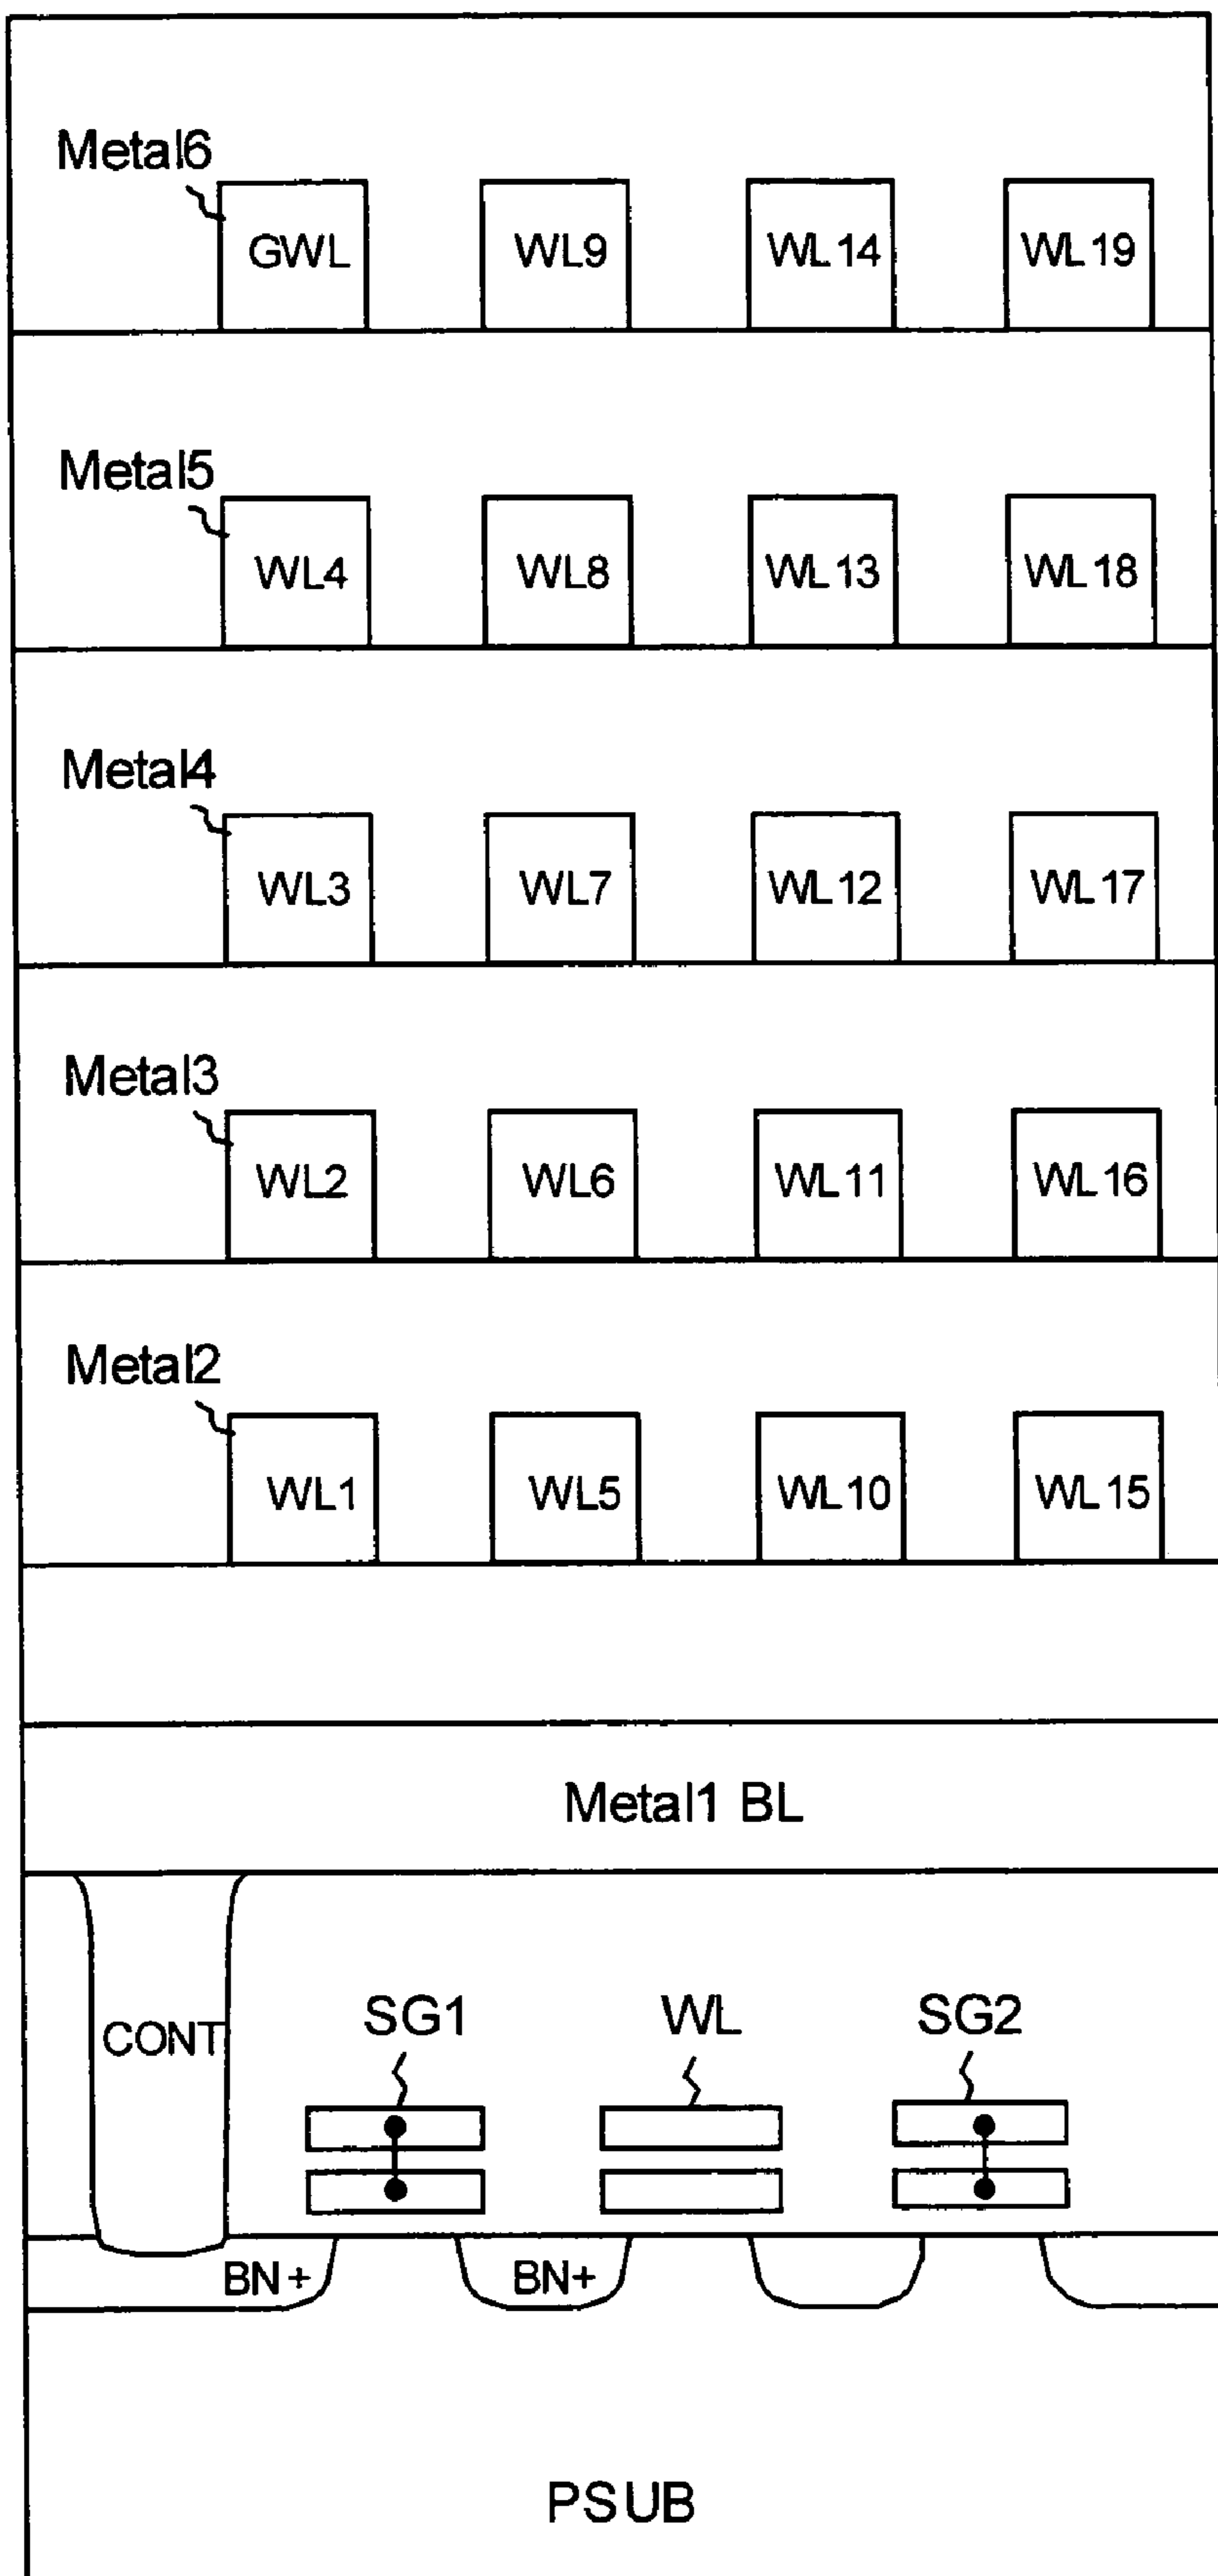 Metal6
GWL WL9 WL14 WL19
Metal5
WL4 WL8 WL13 WL18
Metal4
WL3 WL7 WL12 WL17
Metal3
WL2 WL6 WL11 WL16
Metal2
WL1 WL5 WL10 WL15
Metal1 BL
SG1 WL SG2
CONT
BN+ BN+
PSUB